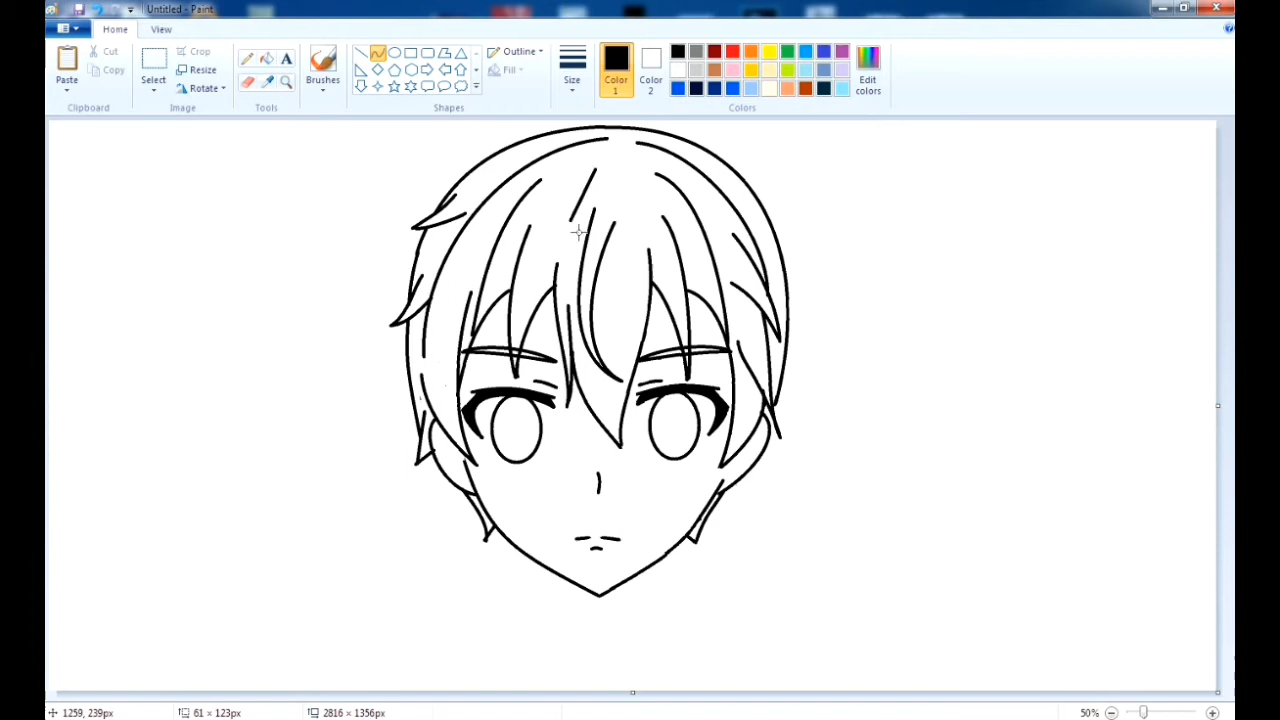 Untitled - Paint
Home View
Cut
Copy
Paste
Clipboard
Select
Crop
Resize
Rotate
Image
A
Tools
Brushes
Outline
Fill
Shapes
Size
Color 1
Color 2
Edit colors
Colors
1259, 239px
61 × 123px
2816 × 1356px
50%